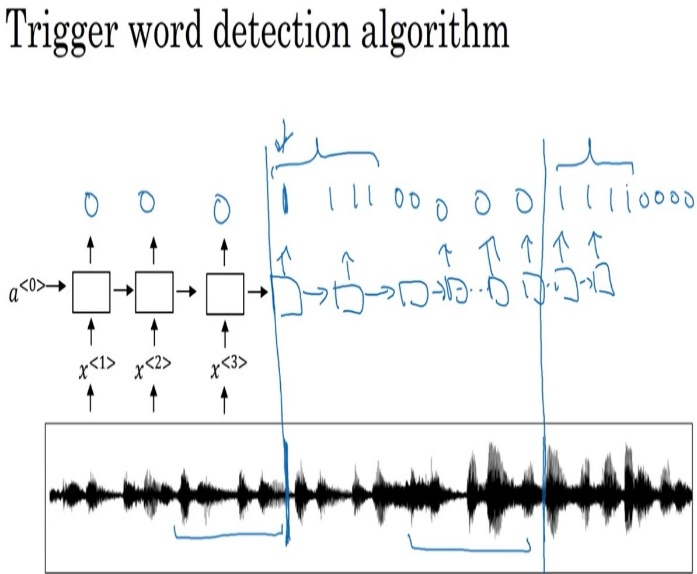 Trigger word detection algorithm
0 0 0 1 1 1 1 0 0 0 0 0 1 1 1 1 0 0 0 0
a<0>
x<1> x<2> x<3>